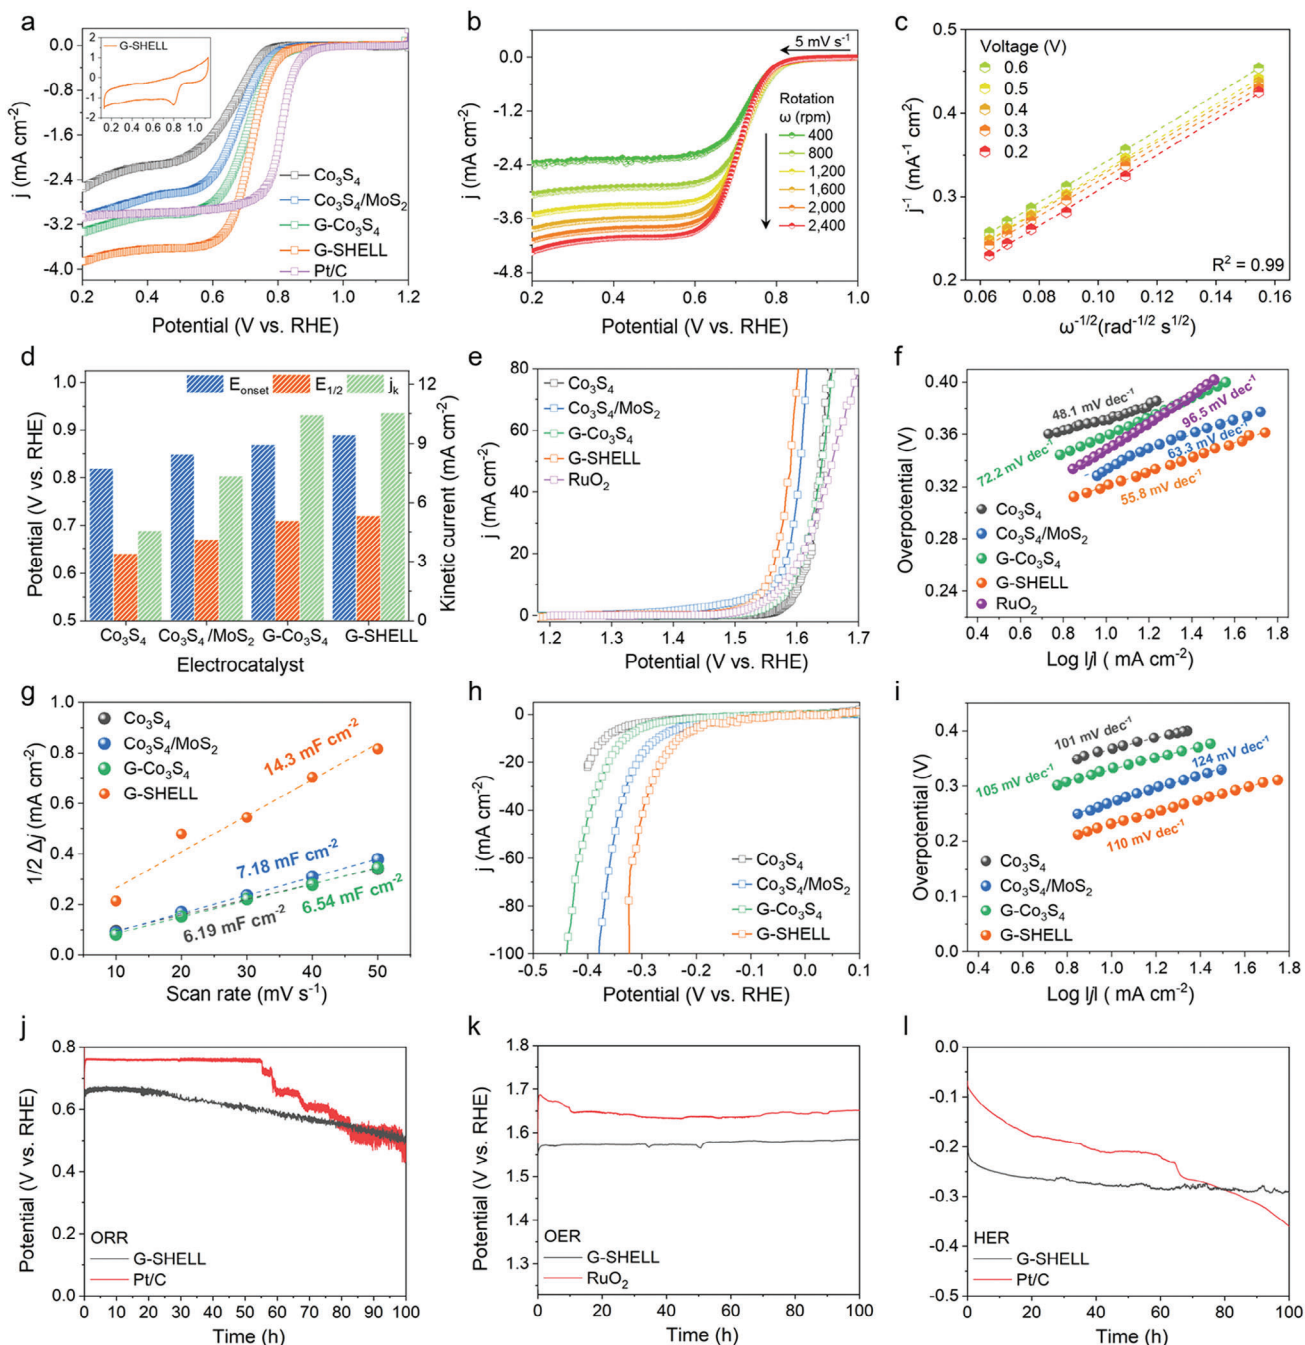 a
G-SHELL
2
1
0
-1
-2
0.2 0.4 0.6 0.8 1.0
0.0
-0.8
-1.6
-2.4
-3.2
-4.0
j (mA cm⁻²)
Co₃S₄
Co₃S₄/MoS₂
G-Co₃S₄
G-SHELL
Pt/C
0.2 0.4 0.6 0.8 1.0 1.2
Potential (V vs. RHE)
b
5 mV s⁻¹
0.0
-1.2
-2.4
-3.6
-4.8
j (mA cm⁻²)
Rotation
ω (rpm)
400
800
1,200
1,600
2,000
2,400
0.2 0.4 0.6 0.8 1.0
Potential (V vs. RHE)
c
Voltage (V)
0.6
0.5
0.4
0.3
0.2
0.5
0.4
0.3
0.2
j⁻¹ (mA⁻¹ cm²)
R² = 0.99
0.06 0.08 0.10 0.12 0.14 0.16
ω⁻¹/²(rad⁻¹/² s¹/²)
d
E_onset E_1/2 j_k
1.0
0.9
0.8
0.7
0.6
0.5
Potential (V vs. RHE)
12
9
6
3
0
Kinetic current (mA cm⁻²)
Co₃S₄ Co₃S₄/MoS₂ G-Co₃S₄ G-SHELL
Electrocatalyst
e
80
60
40
20
0
j (mA cm⁻²)
Co₃S₄
Co₃S₄/MoS₂
G-Co₃S₄
G-SHELL
RuO₂
1.2 1.3 1.4 1.5 1.6 1.7
Potential (V vs. RHE)
f
0.40
0.36
0.32
0.28
0.24
Overpotential (V)
48.1 mV dec⁻¹
96.5 mV dec⁻¹
72.2 mV dec⁻¹
63.3 mV dec⁻¹
55.8 mV dec⁻¹
Co₃S₄
Co₃S₄/MoS₂
G-Co₃S₄
G-SHELL
RuO₂
0.4 0.6 0.8 1.0 1.2 1.4 1.6 1.8
Log |j| ( mA cm⁻²)
g
1.0
0.8
0.6
0.4
0.2
0.0
1/2 Δj (mA cm⁻²)
Co₃S₄
Co₃S₄/MoS₂
G-Co₃S₄
G-SHELL
14.3 mF cm⁻²
7.18 mF cm⁻²
6.54 mF cm⁻²
6.19 mF cm⁻²
10 20 30 40 50
Scan rate (mV s⁻¹)
h
0
-20
-40
-60
-80
-100
j (mA cm⁻²)
Co₃S₄
Co₃S₄/MoS₂
G-Co₃S₄
G-SHELL
-0.5 -0.4 -0.3 -0.2 -0.1 0.0 0.1
Potential (V vs. RHE)
i
0.4
0.3
0.2
0.1
0.0
Overpotential (V)
101 mV dec⁻¹
105 mV dec⁻¹
124 mV dec⁻¹
110 mV dec⁻¹
Co₃S₄
Co₃S₄/MoS₂
G-Co₃S₄
G-SHELL
0.4 0.6 0.8 1.0 1.2 1.4 1.6 1.8
Log |j| ( mA cm⁻²)
j
0.8
0.6
0.4
0.2
0.0
Potential (V vs. RHE)
ORR
G-SHELL
Pt/C
0 10 20 30 40 50 60 70 80 90 100
Time (h)
k
1.8
1.7
1.6
1.5
1.4
1.3
Potential (V vs. RHE)
OER
G-SHELL
RuO₂
0 20 40 60 80 100
Time (h)
l
-0.0
-0.1
-0.2
-0.3
-0.4
-0.5
Potential (V vs. RHE)
HER
G-SHELL
Pt/C
0 20 40 60 80 100
Time (h)